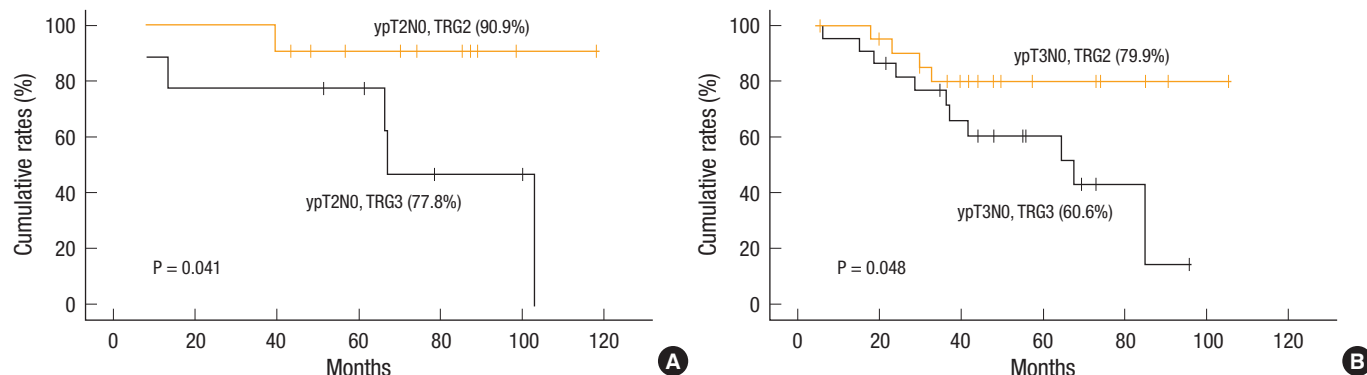 100
80
60
40
80
0
Cumulative rates (%)
ypT2N0, TRG2 (90.9%)
ypT2N0, TRG3 (77.8%)
P = 0.041
0 20 40 60 80 100 120
Months
A
100
80
60
40
80
0
Cumulative rates (%)
ypT3N0, TRG2 (79.9%)
ypT3N0, TRG3 (60.6%)
P = 0.048
0 20 40 60 80 100 120
Months
B